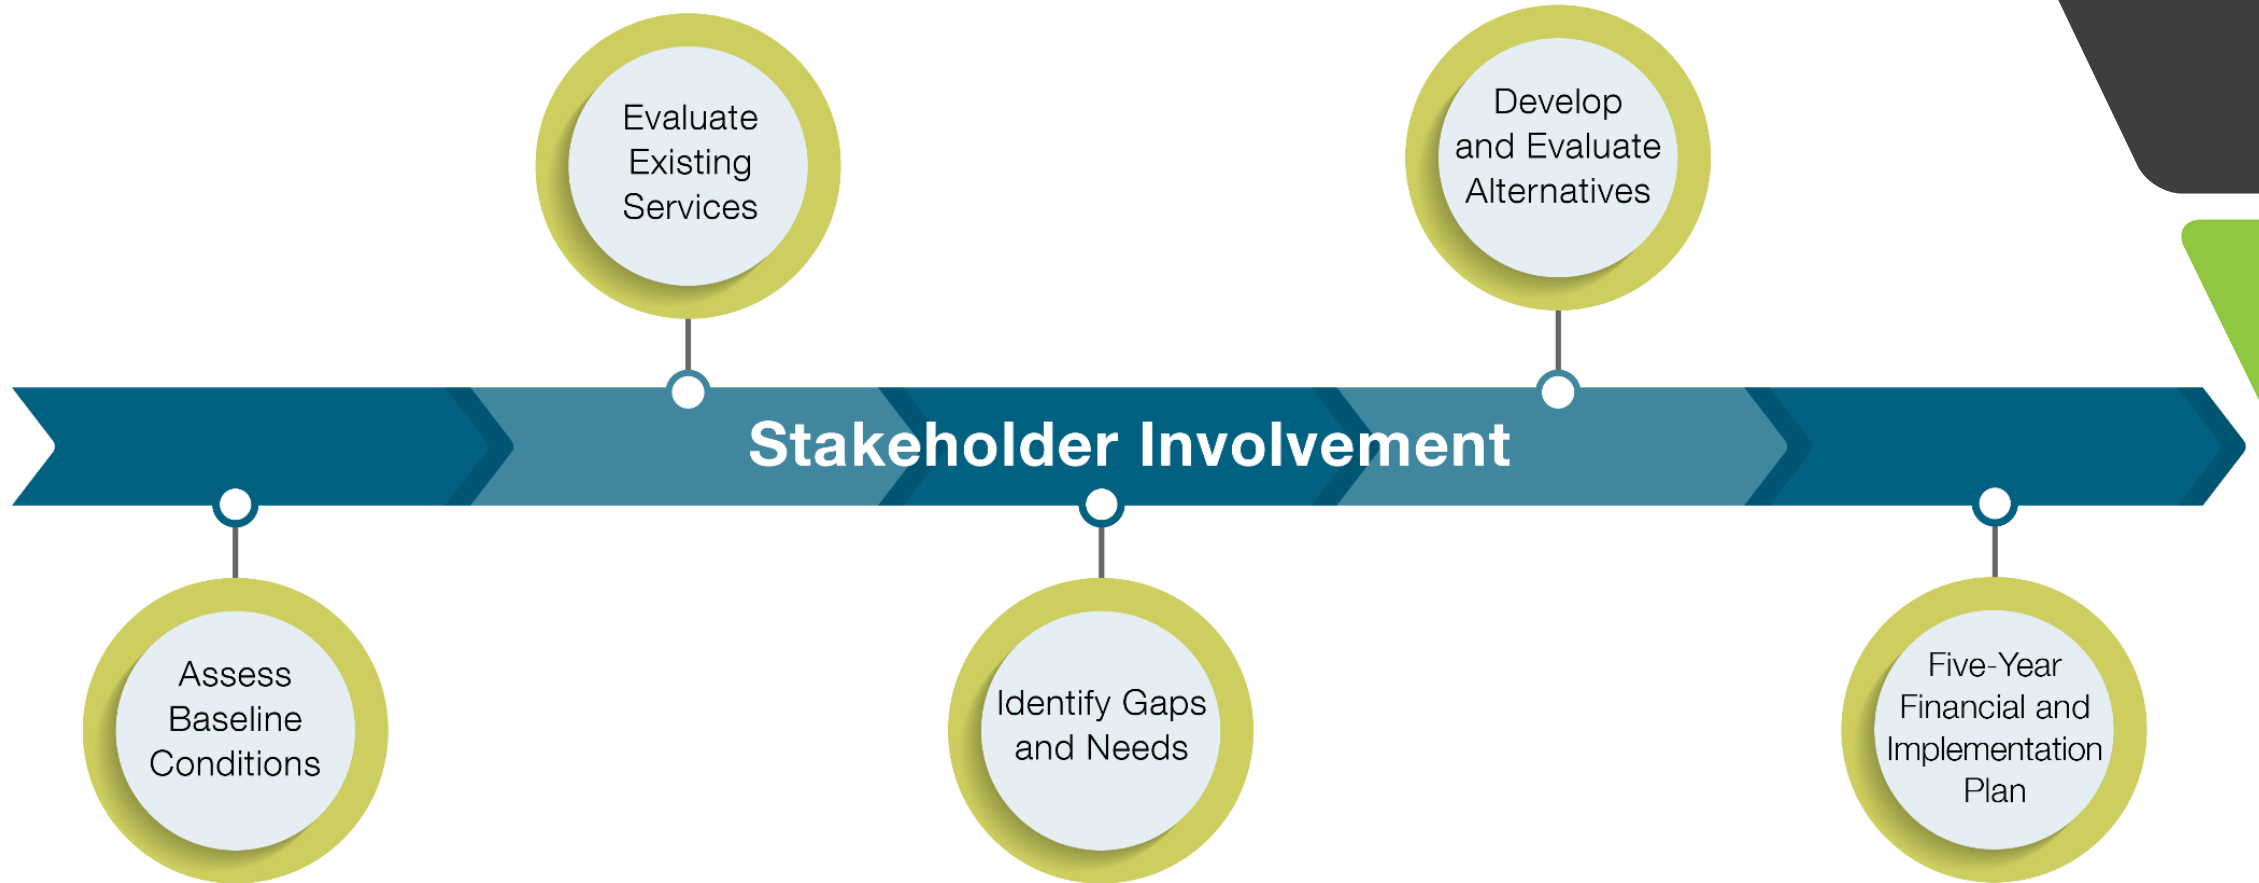 Evaluate
Existing
Services
Develop
and Evaluate
Alternatives
Stakeholder Involvement
Assess
Baseline
Conditions
Identify Gaps
and Needs
Five-Year
Financial and
Implementation
Plan